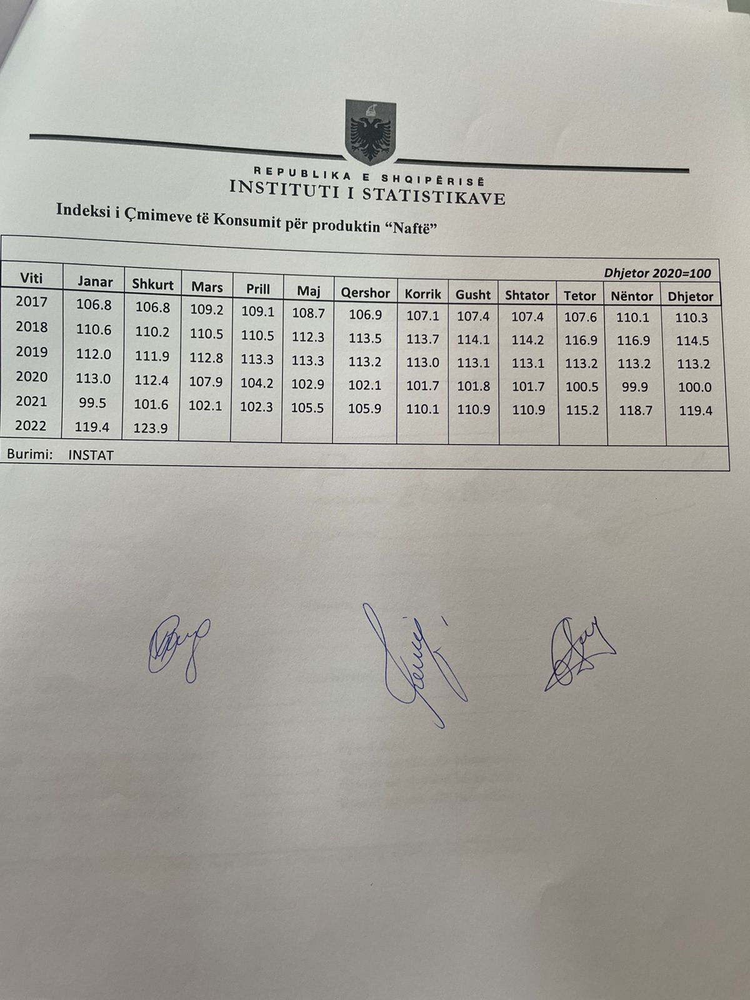 REPUBLIKA E SHQIPËRISË
INSTITUTI I STATISTIKAVE
Indeksi i Çmimeve të Konsumit për produktin “Naftë”
Dhjetor 2020=100
Viti Janar Shkurt Mars Prill Maj Qershor Korrik Gusht Shtator Tetor Nëntor Dhjetor
2017 106.8 106.8 109.2 109.1 108.7 106.9 107.1 107.4 107.4 107.6 110.1 110.3
2018 110.6 110.2 110.5 110.5 112.3 113.5 113.7 114.1 114.2 116.9 116.9 114.5
2019 112.0 111.9 112.8 113.3 113.3 113.2 113.0 113.1 113.1 113.2 113.2 113.2
2020 113.0 112.4 107.9 104.2 102.9 102.1 101.7 101.8 101.7 100.5 99.9 100.0
2021 99.5 101.6 102.1 102.3 105.5 105.9 110.1 110.9 110.9 115.2 118.7 119.4
2022 119.4 123.9
Burimi: INSTAT